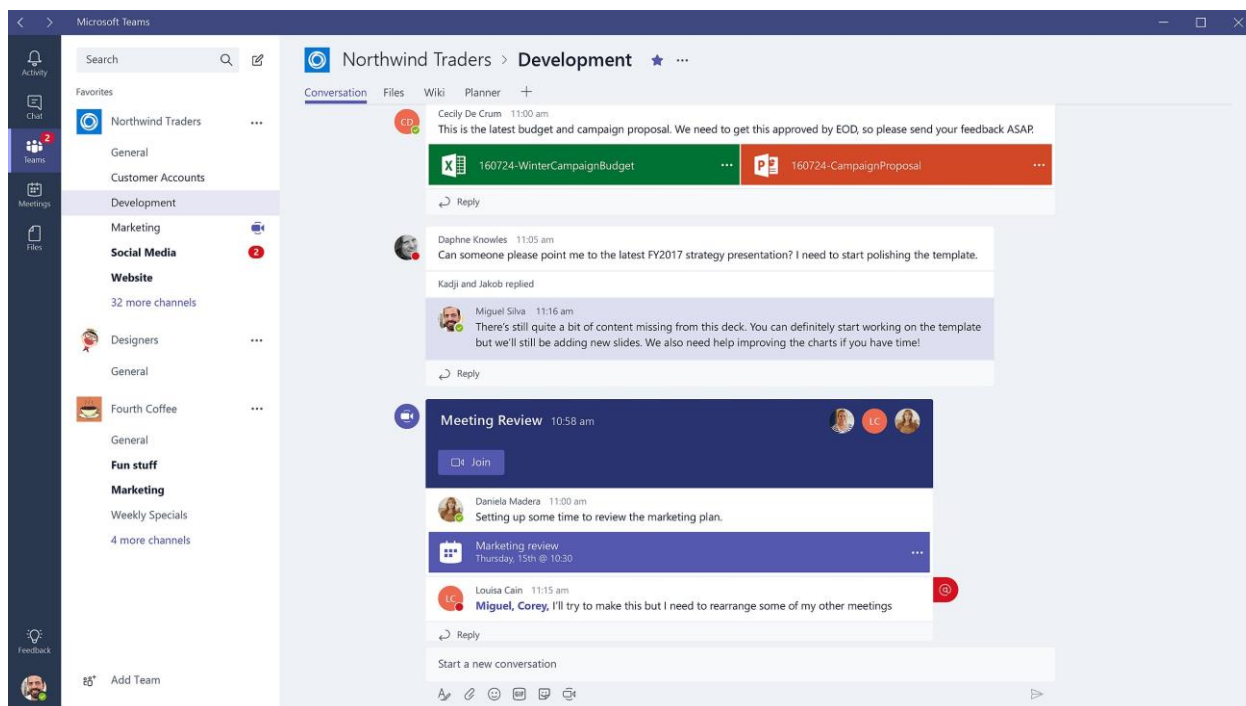 Microsoft Teams
Activity
Chat
2
Teams
Meetings
Files
Feedback
Search
Favorites
Northwind Traders
General
Customer Accounts
Development
Marketing
Social Media 2
Website
32 more channels
Designers
General
Fourth Coffee
General
Fun stuff
Marketing
Weekly Specials
4 more channels
Add Team
Northwind Traders > Development
Conversation Files Wiki Planner
CD
Cecily De Crum 11:00 am
This is the latest budget and campaign proposal. We need to get this approved by EOD, so please send your feedback ASAP.
160724-WinterCampaignBudget 160724-CampaignProposal
Reply
Daphne Knowles 11:05 am
Can someone please point me to the latest FY2017 strategy presentation? I need to start polishing the template.
Kadji and Jakob replied
Miguel Silva 11:16 am
There's still quite a bit of content missing from this deck. You can definitely start working on the template
but we'll still be adding new slides. We also need help improving the charts if you have time!
Reply
Meeting Review 10:58 am
LC
Join
Daniela Madera 11:00 am
Setting up some time to review the marketing plan.
Marketing review
Thursday, 15th @ 10:30
LC
Louisa Cain 11:15 am
Miguel, Corey, I'll try to make this but I need to rearrange some of my other meetings
@
Reply
Start a new conversation
GIF